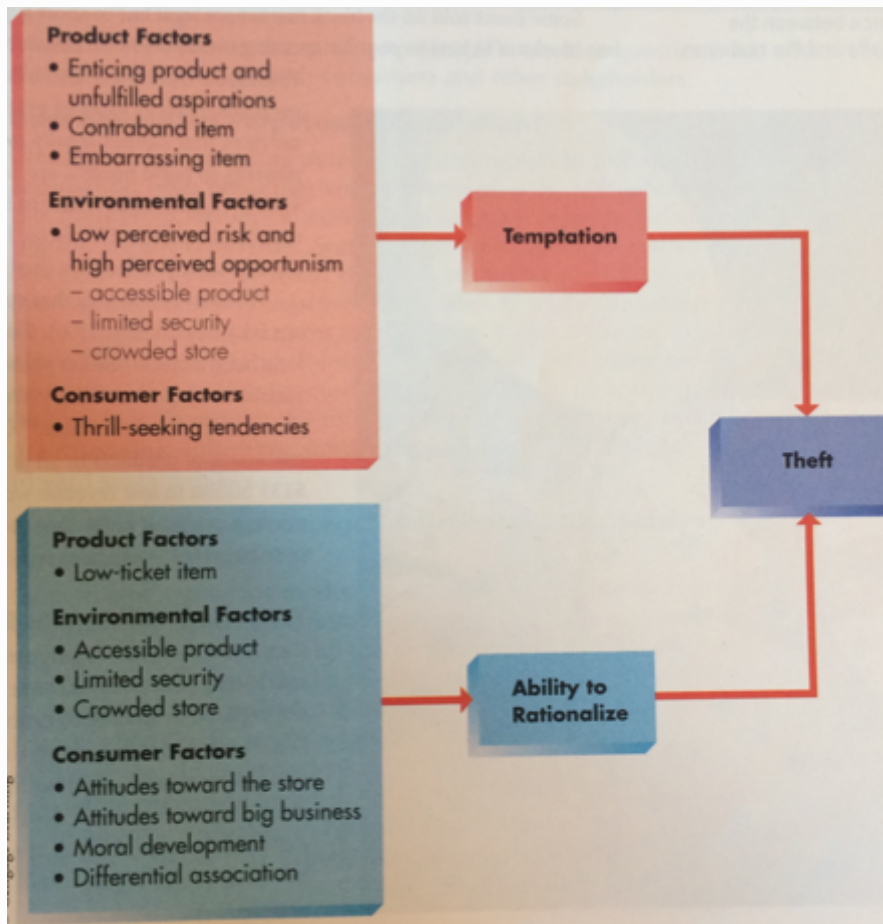 Product Factors
• Enticing product and
unfulfilled aspirations
• Contraband item
• Embarrassing item
Environmental Factors
• Low perceived risk and
high perceived opportunism
– accessible product
– limited security
– crowded store
Consumer Factors
• Thrill-seeking tendencies
Temptation
Theft
Product Factors
• Low-ticket item
Environmental Factors
• Accessible product
• Limited security
• Crowded store
Consumer Factors
• Attitudes toward the store
• Attitudes toward big business
• Moral development
• Differential association
Ability to
Rationalize